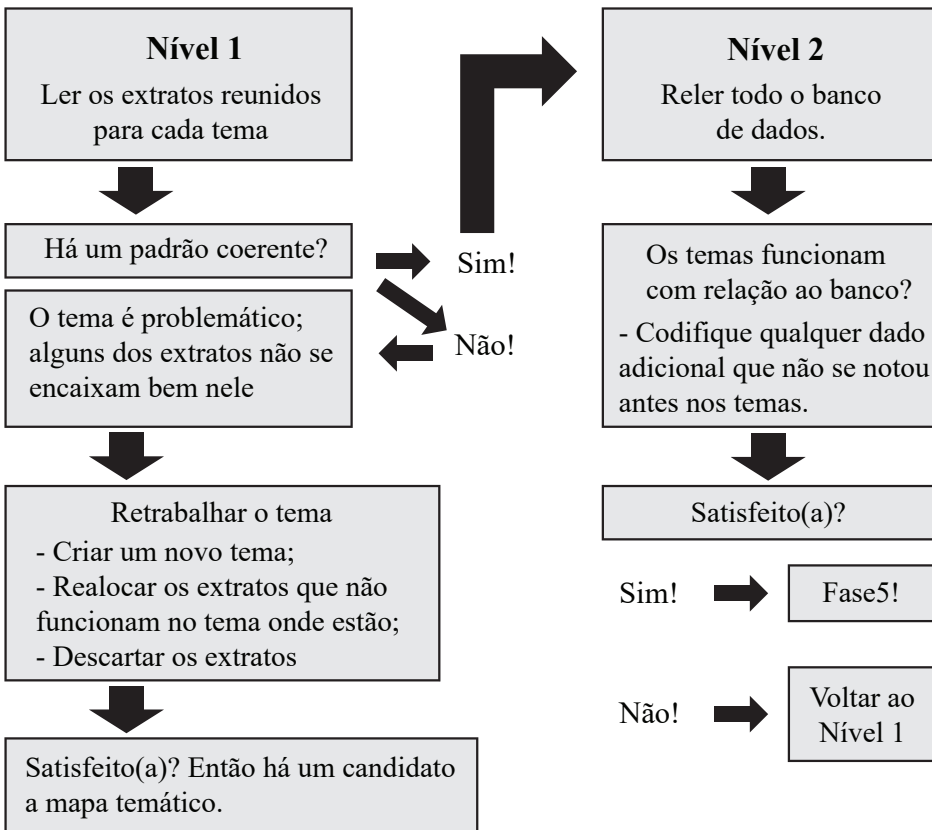 Nível 1
Ler os extratos reunidos
para cada tema
Há um padrão coerente?
Sim!
Não!
O tema é problemático;
alguns dos extratos não se
encaixam bem nele
Retrabalhar o tema
- Criar um novo tema;
- Realocar os extratos que não
funcionam no tema onde estão;
- Descartar os extratos
Satisfeito(a)? Então há um candidato
a mapa temático.
Nível 2
Reler todo o banco
de dados.
Os temas funcionam
com relação ao banco?
- Codifique qualquer dado
adicional que não se notou
antes nos temas.
Satisfeito(a)?
Sim!
Fase5!
Não!
Voltar ao
Nível 1